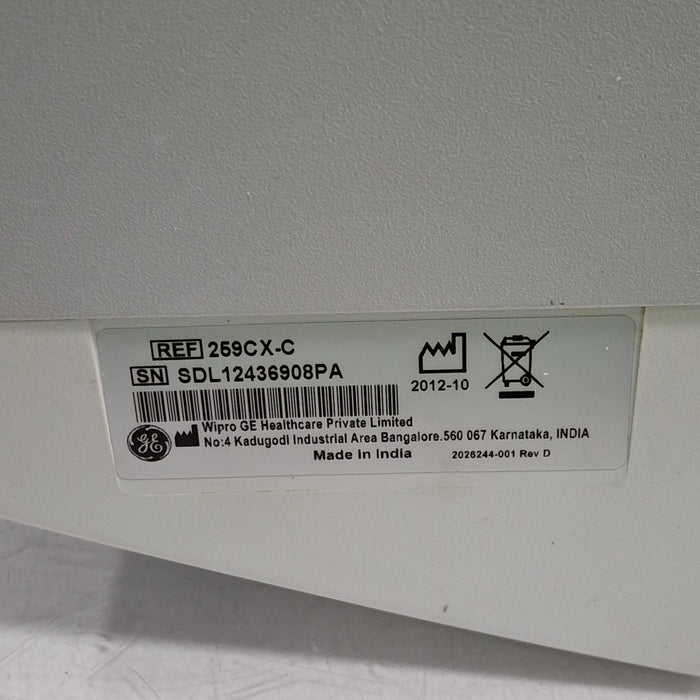 REF 259CX-C
SN SDL12436908PA
2012-10
GE
Wipro GE Healthcare Private Limited
No:4 Kadugodi Industrial Area Bangalore.560 067 Karnataka, INDIA
Made in India
2026244-001 Rev D